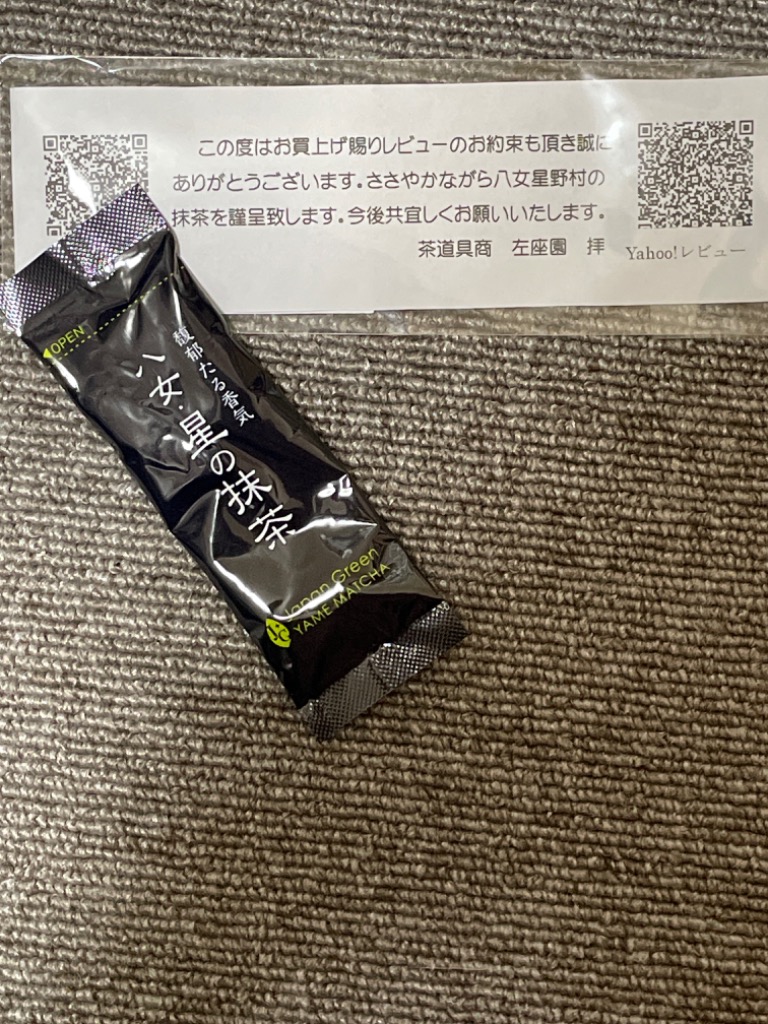 この度はお買上げ賜りレビューのお約束も頂き誠に
ありがとうございます。ささやかながら八女星野村の
抹茶を謹呈致します。今後共宜しくお願いいたします。
茶道具商 左座園 拝
Yahoo!レビュー
OPEN
馥郁たる香気
八女・星の抹茶
Japan Green
YAME MATCHA
JG